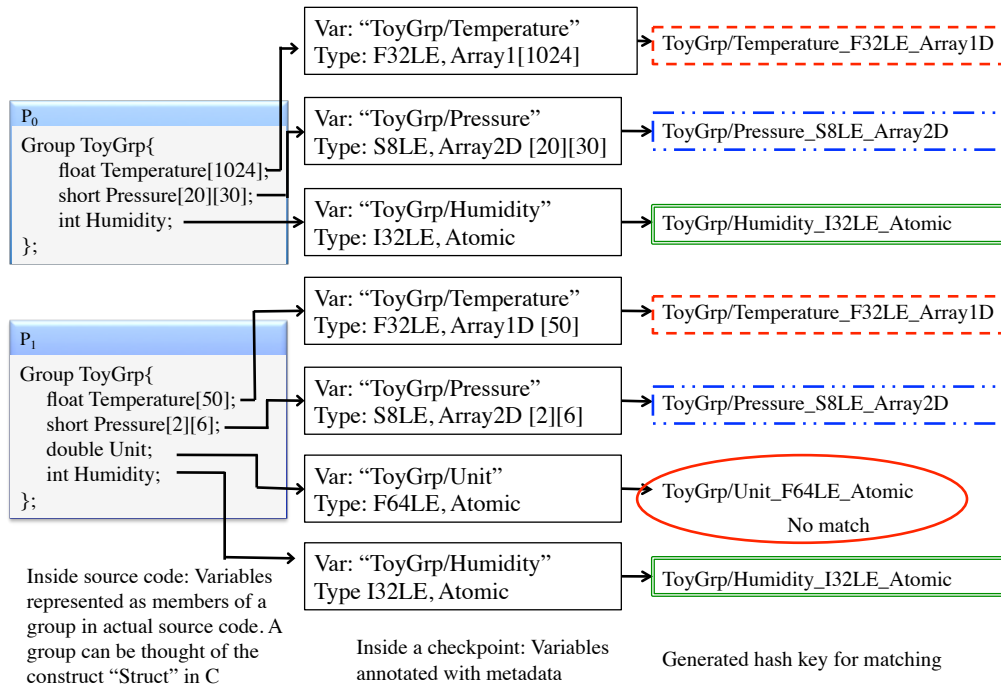 P0
Group ToyGrp{
float Temperature[1024];
short Pressure[20][30];
int Humidity;
};
Var: “ToyGrp/Temperature”
Type: F32LE, Array1[1024]
ToyGrp/Temperature_F32LE_Array1D
Var: “ToyGrp/Pressure”
Type: S8LE, Array2D [20][30]
ToyGrp/Pressure_S8LE_Array2D
Var: “ToyGrp/Humidity”
Type: I32LE, Atomic
ToyGrp/Humidity_I32LE_Atomic
P1
Group ToyGrp{
float Temperature[50];
short Pressure[2][6];
double Unit;
int Humidity;
};
Var: “ToyGrp/Temperature”
Type: F32LE, Array1D [50]
ToyGrp/Temperature_F32LE_Array1D
Var: “ToyGrp/Pressure”
Type: S8LE, Array2D [2][6]
ToyGrp/Pressure_S8LE_Array2D
Var: “ToyGrp/Unit”
Type: F64LE, Atomic
ToyGrp/Unit_F64LE_Atomic
No match
Var: “ToyGrp/Humidity”
Type I32LE, Atomic
ToyGrp/Humidity_I32LE_Atomic
Inside source code: Variables
represented as members of a
group in actual source code. A
group can be thought of the
construct “Struct” in C
Inside a checkpoint: Variables
annotated with metadata
Generated hash key for matching